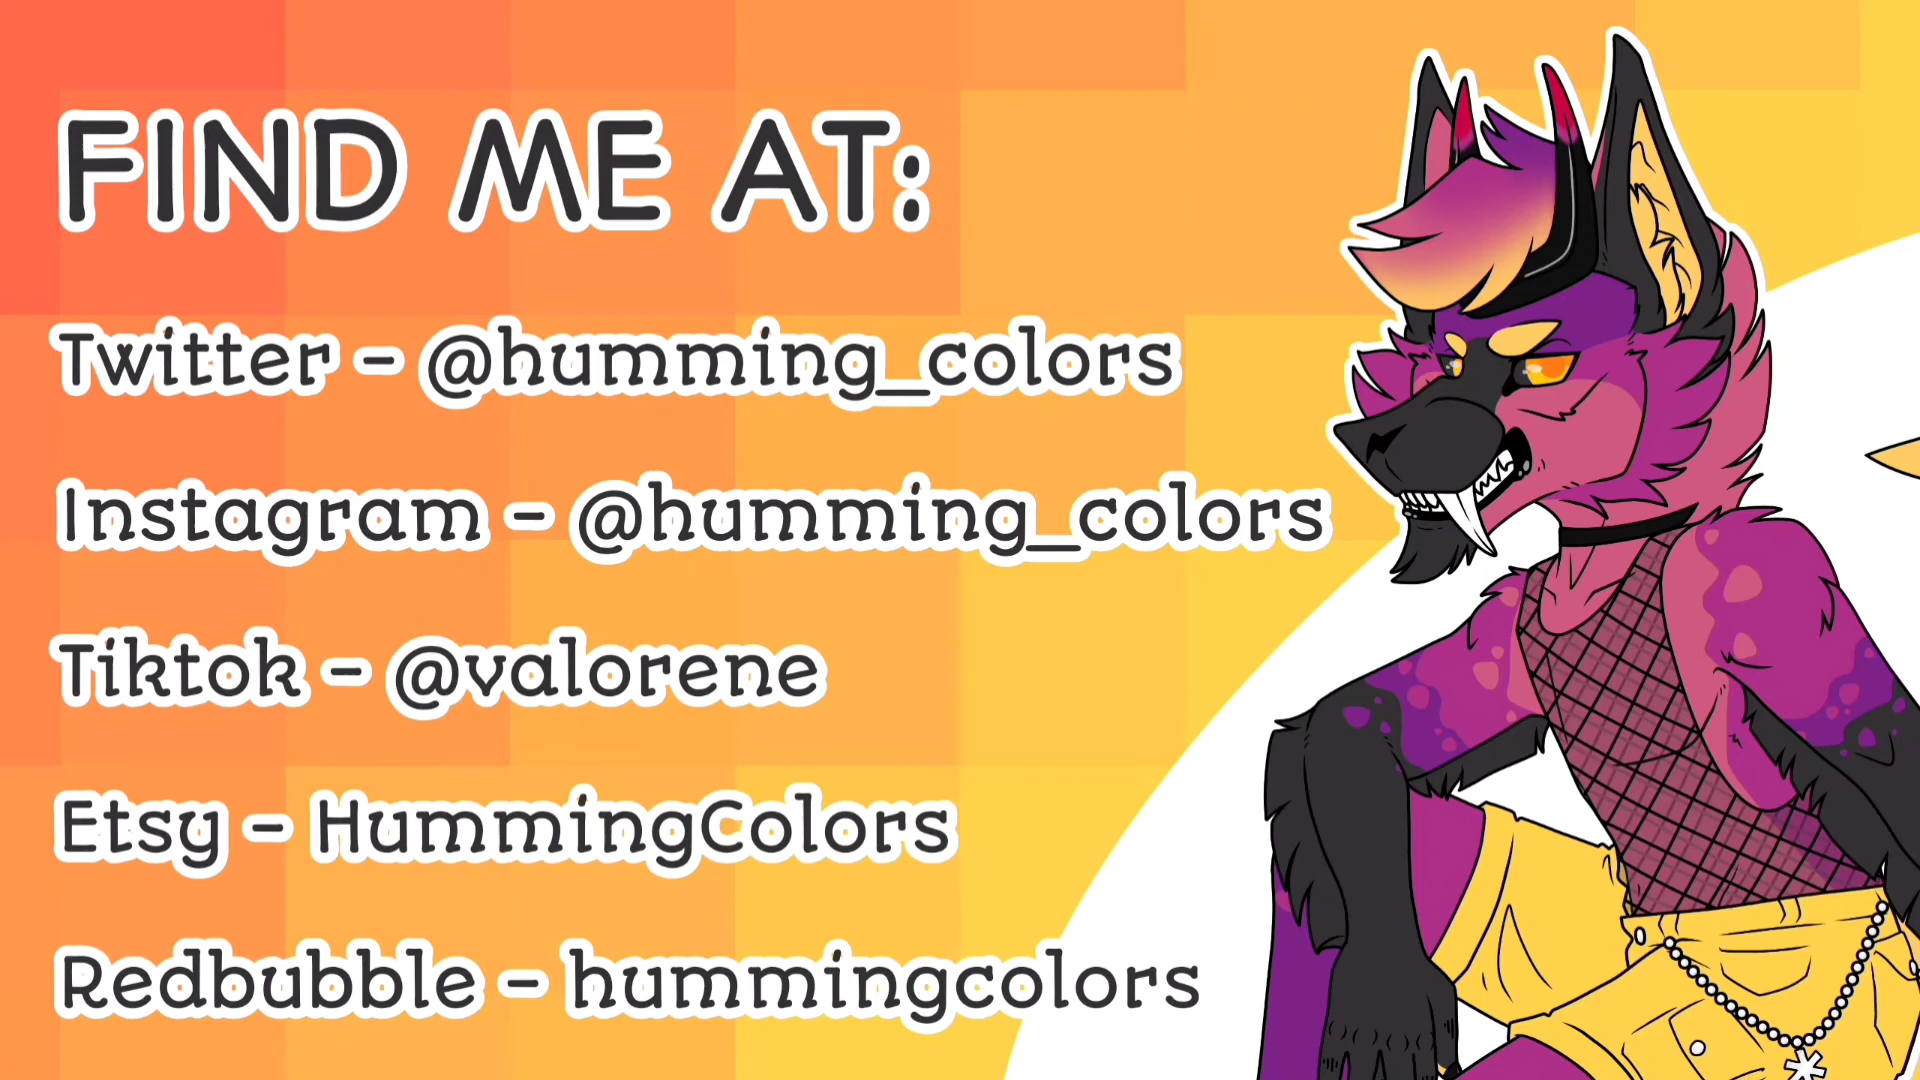 FIND ME AT:
Twitter - @humming_colors
Instagram - @humming_colors
Tiktok - @valorene
Etsy - HummingColors
Redbubble - hummingcolors